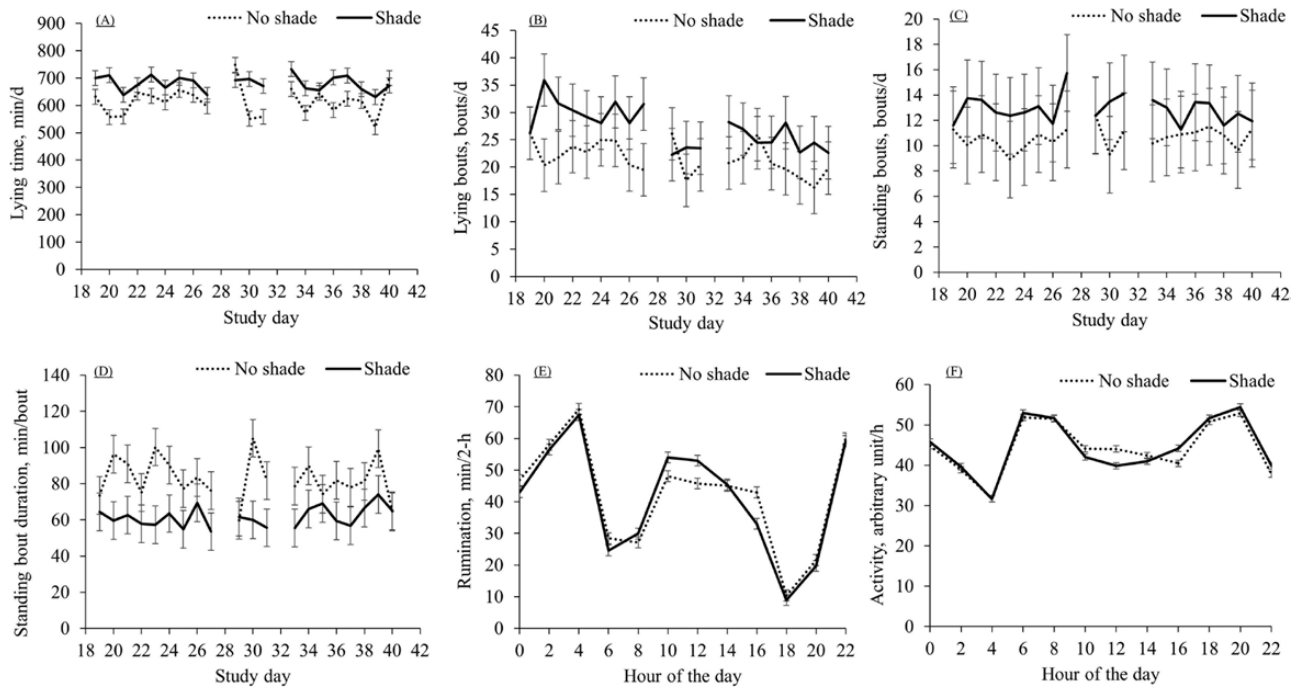 (A)
No shade
Shade
Lying time, min/d
900
800
700
600
500
400
300
200
100
0
18 20 22 24 26 28 30 32 34 36 38 40 42
Study day
(B)
No shade
Shade
Lying bouts, bouts/d
45
40
35
30
25
20
15
10
5
0
18 20 22 24 26 28 30 32 34 36 38 40 42
Study day
(C)
No shade
Shade
Standing bouts, bouts/d
20
18
16
14
12
10
8
6
4
2
0
18 20 22 24 26 28 30 32 34 36 38 40 42
Study day
(D)
No shade
Shade
Standing bout duration, min/bout
140
120
100
80
60
40
20
0
18 20 22 24 26 28 30 32 34 36 38 40 42
Study day
(E)
No shade
Shade
Rumination, min/2-h
80
70
60
50
40
30
20
10
0
0 2 4 6 8 10 12 14 16 18 20 22
Hour of the day
(F)
No shade
Shade
Activity, arbitrary unit/h
60
50
40
30
20
10
0
0 2 4 6 8 10 12 14 16 18 20 22
Hour of the day